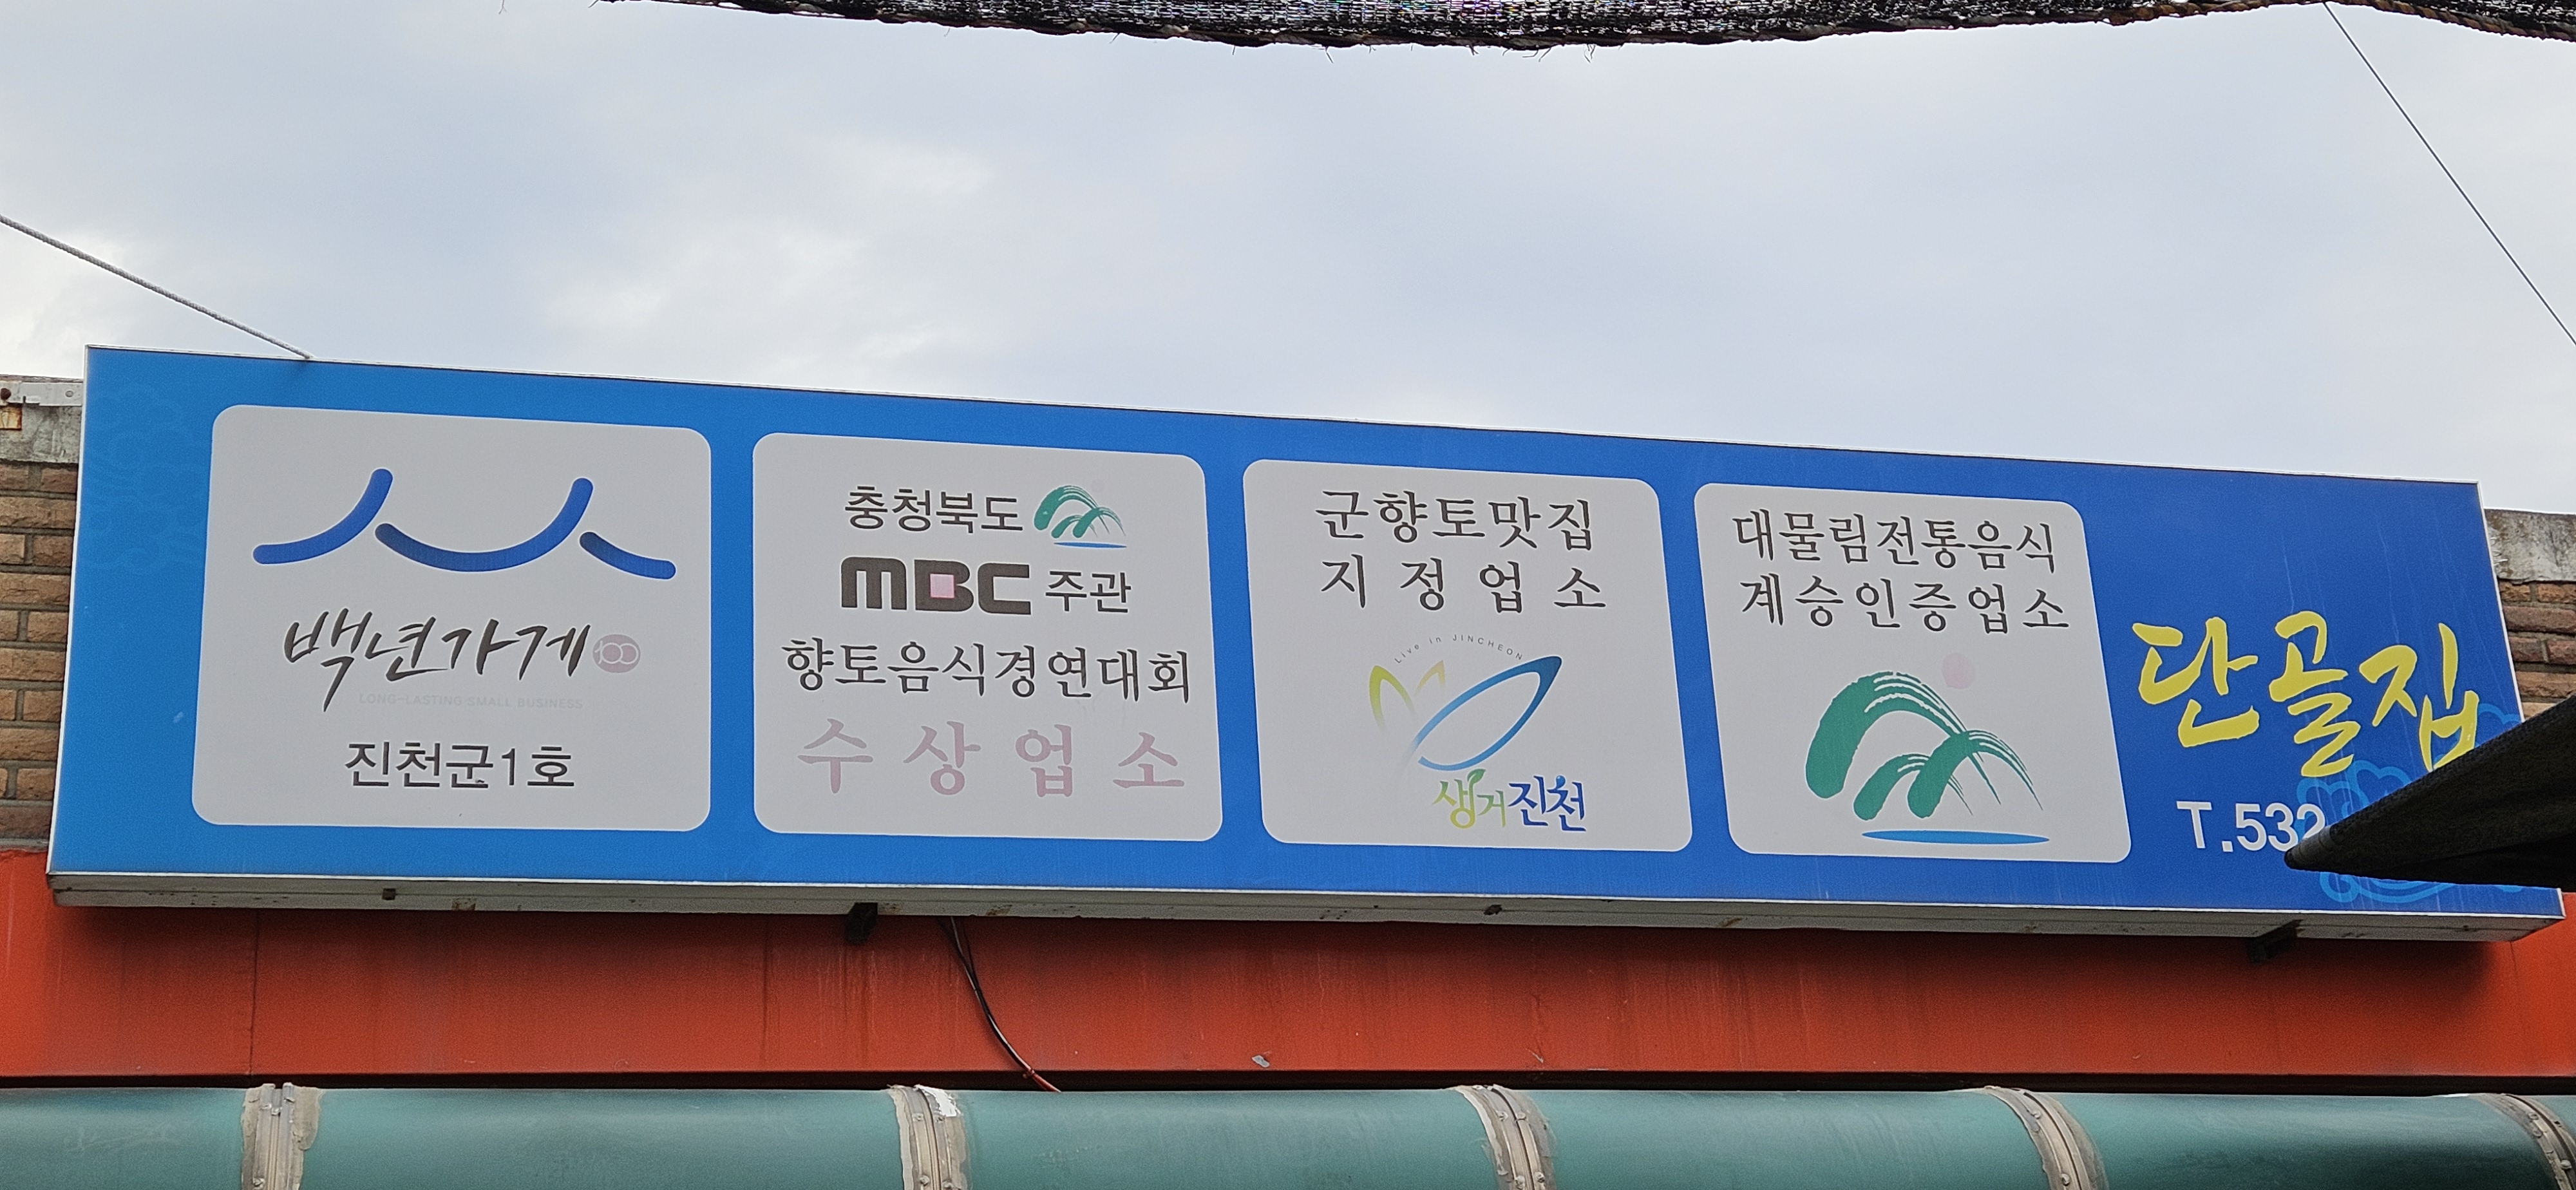 백년가게 100
LONG-LASTING SMALL BUSINESS
진천군1호
충청북도
MBC 주관
향토음식경연대회
수상업소
군향토맛집
지정업소
Live in JINCHEON
생거진천
대물림전통음식
계승인증업소
단골집
T.532